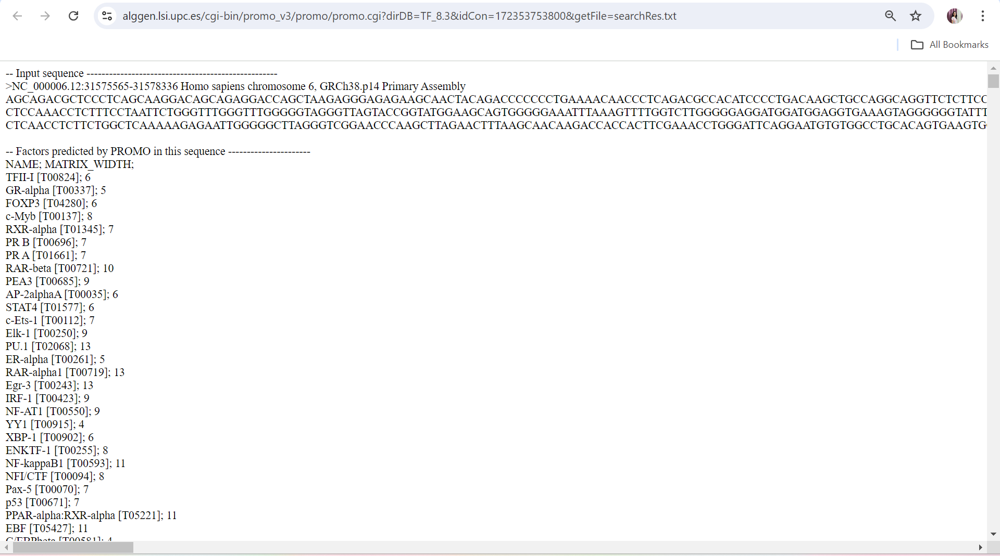 alggen.lsi.upc.es/cgi-bin/promo_v3/promo/promo.cgi?dirDB=TF_8.3&idCon=172353753800&getFile=searchRes.txt
All Bookmarks
-- Input sequence ---------------------------------------------------
>NC_000006.12:31575565-31578336 Homo sapiens chromosome 6, GRCh38.p14 Primary Assembly
AGCAGACGCTCCCTCAGCAAGGACAGCAGAGGACCAGCTAAGAGGGAGAGAAGCAACTACAGACCCCCCCTGAAAACAACCCTCAGACGCCACATCCCCTGACAAGCTGCCAGGCAGGTTCTCTTCC
CTCCAAACCTCTTTCCTAATTCTGGGTTTGGGTTTGGGGGTAGGGTTAGTACCGGTATGGAAGCAGTGGGGGAAATTTAAAGTTTTGGTCTTGGGGGAGGATGGATGGAGGTGAAAGTAGGGGGGTATTT
CTCAACCTCTTCTGGCTCAAAAAGAGAATTGGGGGCTTAGGGTCGGAACCCAAGCTTAGAACTTTAAGCAACAAGACCACCACTTCGAAACCTGGGATTCAGGAATGTGTGGCCTGCACAGTGAAGTG
-- Factors predicted by PROMO in this sequence ----------------------
NAME; MATRIX_WIDTH;
TFII-I [T00824]; 6
GR-alpha [T00337]; 5
FOXP3 [T04280]; 6
c-Myb [T00137]; 8
RXR-alpha [T01345]; 7
PR B [T00696]; 7
PR A [T01661]; 7
RAR-beta [T00721]; 10
PEA3 [T00685]; 9
AP-2alphaA [T00035]; 6
STAT4 [T01577]; 6
c-Ets-1 [T00112]; 7
Elk-1 [T00250]; 9
PU.1 [T02068]; 13
ER-alpha [T00261]; 5
RAR-alpha1 [T00719]; 13
Egr-3 [T00243]; 13
IRF-1 [T00423]; 9
NF-AT1 [T00550]; 9
YY1 [T00915]; 4
XBP-1 [T00902]; 6
ENKTF-1 [T00255]; 8
NF-kappaB1 [T00593]; 11
NFI/CTF [T00094]; 8
Pax-5 [T00070]; 7
p53 [T00671]; 7
PPAR-alpha:RXR-alpha [T05221]; 11
EBF [T05427]; 11
C/EBPbeta [T00581]; 4